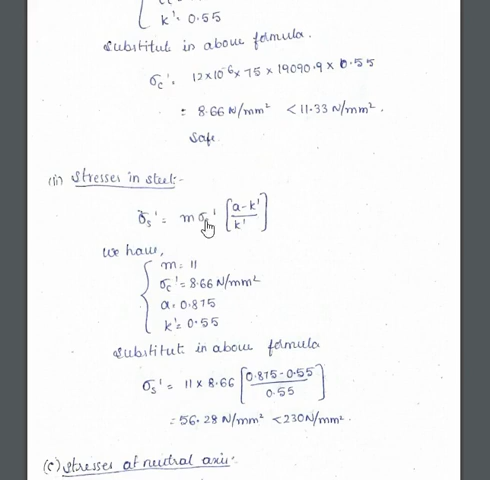 k' = 0.55
Substitut in above formula.
σc' = 12×10⁻⁶ × 75 × 19090.9 × 0.55
= 8.66 N/mm² < 11.33 N/mm².
Safe
(ii) Stresses in steel:-
σs' = m σc' [a-k' / k']
we have,
m = 11
σc' = 8.66 N/mm²
a = 0.875
k' = 0.55
Substitut in above formula
σs' = 11 × 8.66 [0.875-0.55 / 0.55]
= 56.28 N/mm² < 230 N/mm².
(c) Stresses at neutral axis: